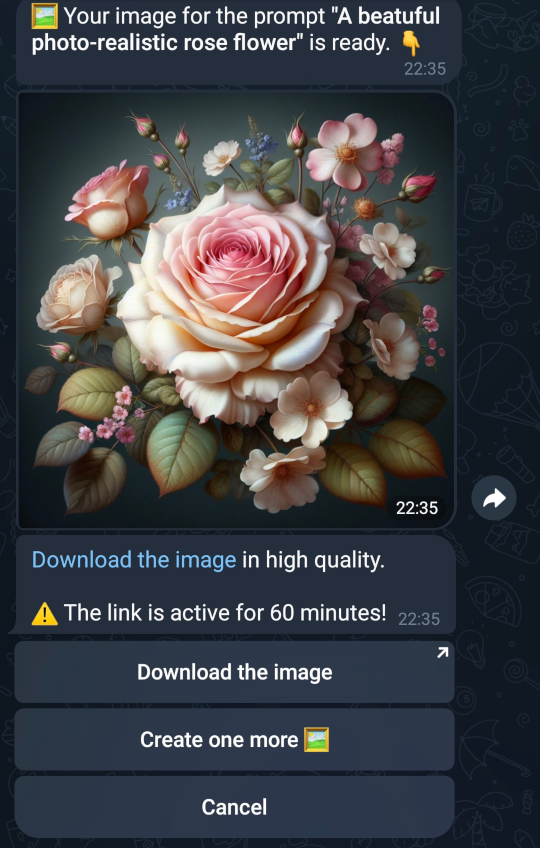 🖼️ Your image for the prompt "A beatuful
photo-realistic rose flower" is ready. 👇
22:35
22:35
Download the image in high quality.
⚠️ The link is active for 60 minutes! 22:35
Download the image
Create one more 🖼️
Cancel